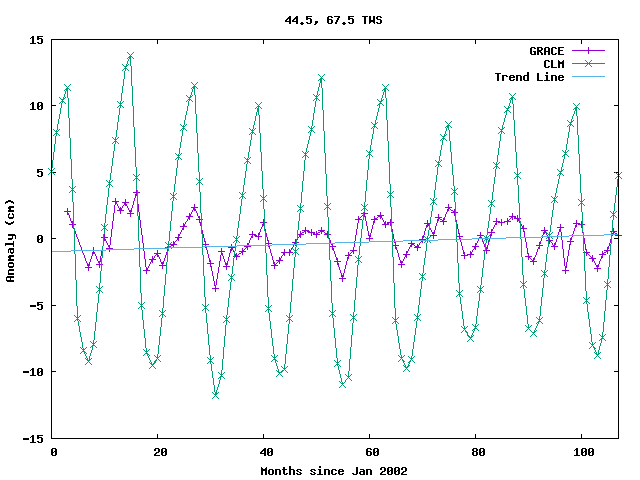 44.5, 67.5 TWS
GRACE
CLM
Trend Line
15
10
5
0
-5
-10
-15
Anomaly (cm)
0 20 40 60 80 100
Months since Jan 2002